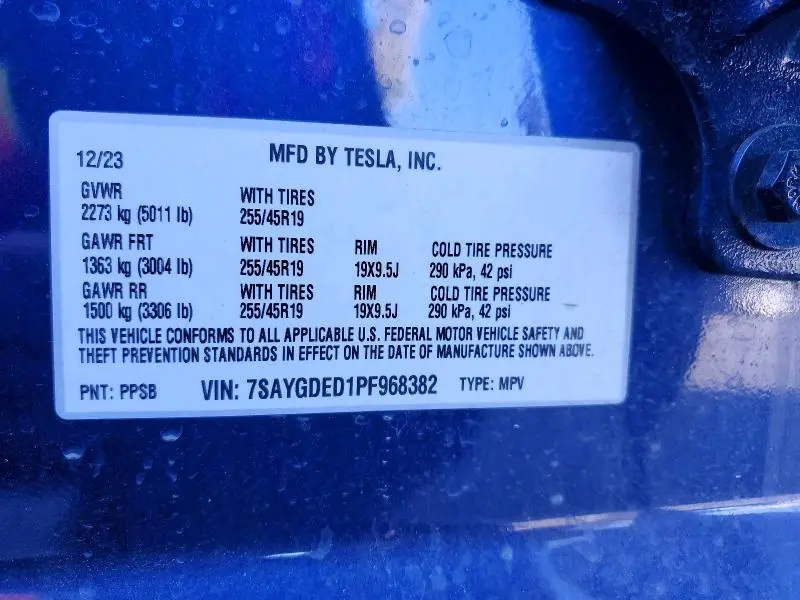 12/23 MFD BY TESLA, INC.
GVWR
2273 kg (5011 lb)
WITH TIRES
255/45R19
GAWR FRT WITH TIRES RIM COLD TIRE PRESSURE
1363 kg (3004 lb) 255/45R19 19X9.5J 290 kPa, 42 psi
GAWR RR WITH TIRES RIM COLD TIRE PRESSURE
1500 kg (3306 lb) 255/45R19 19X9.5J 290 kPa, 42 psi
THIS VEHICLE CONFORMS TO ALL APPLICABLE U.S. FEDERAL MOTOR VEHICLE SAFETY AND
THEFT PREVENTION STANDARDS IN EFFECT ON THE DATE OF MANUFACTURE SHOWN ABOVE.
PNT: PPSB VIN: 7SAYGDED1PF968382 TYPE: MPV